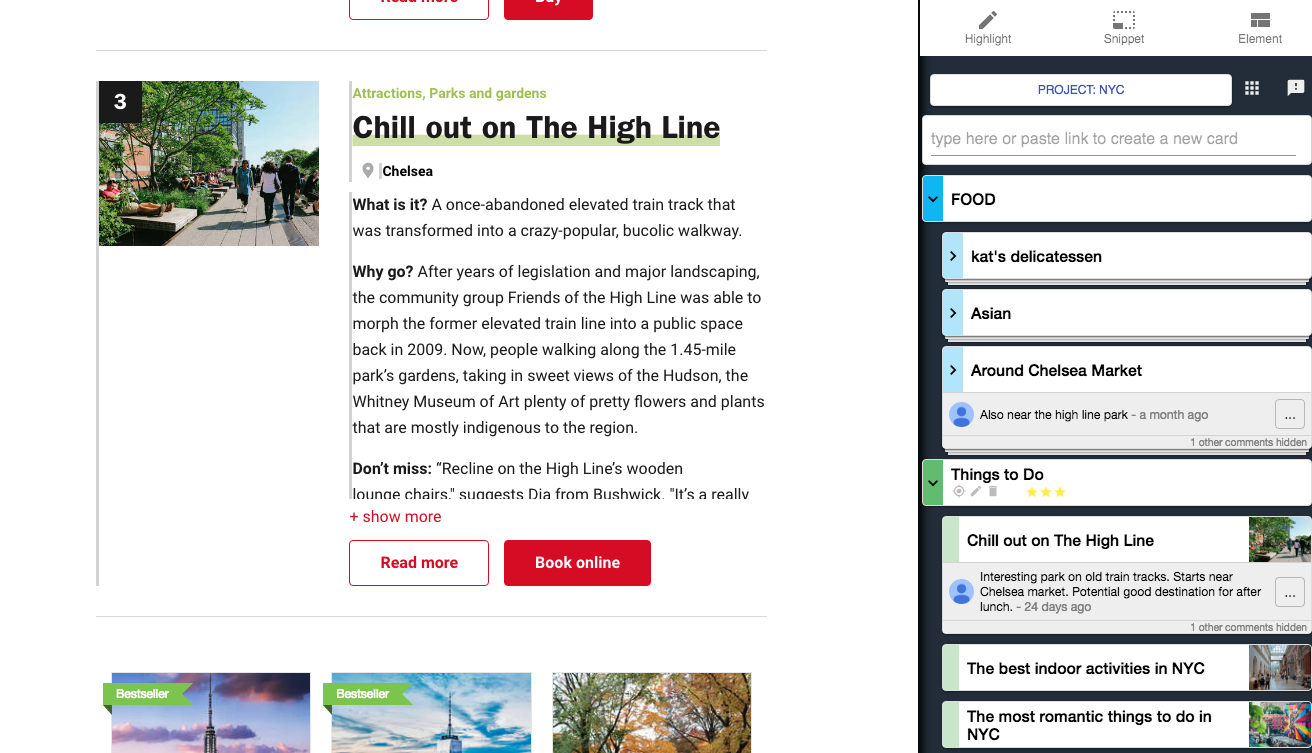 Read more
Buy
3
Attractions, Parks and gardens
Chill out on The High Line
Chelsea
What is it? A once-abandoned elevated train track that
was transformed into a crazy-popular, bucolic walkway.
Why go? After years of legislation and major landscaping,
the community group Friends of the High Line was able to
morph the former elevated train line into a public space
back in 2009. Now, people walking along the 1.45-mile
park’s gardens, taking in sweet views of the Hudson, the
Whitney Museum of Art plenty of pretty flowers and plants
that are mostly indigenous to the region.
Don’t miss: “Recline on the High Line’s wooden
lounge chairs," suggests Dia from Bushwick. "It’s a really
+ show more
Read more
Book online
Bestseller
Bestseller
Highlight
Snippet
Element
PROJECT: NYC
type here or paste link to create a new card
FOOD
kat's delicatessen
Asian
Around Chelsea Market
Also near the high line park - a month ago
...
1 other comments hidden
Things to Do
Chill out on The High Line
Interesting park on old train tracks. Starts near
Chelsea market. Potential good destination for after
lunch. - 24 days ago
...
1 other comments hidden
The best indoor activities in NYC
The most romantic things to do in
NYC